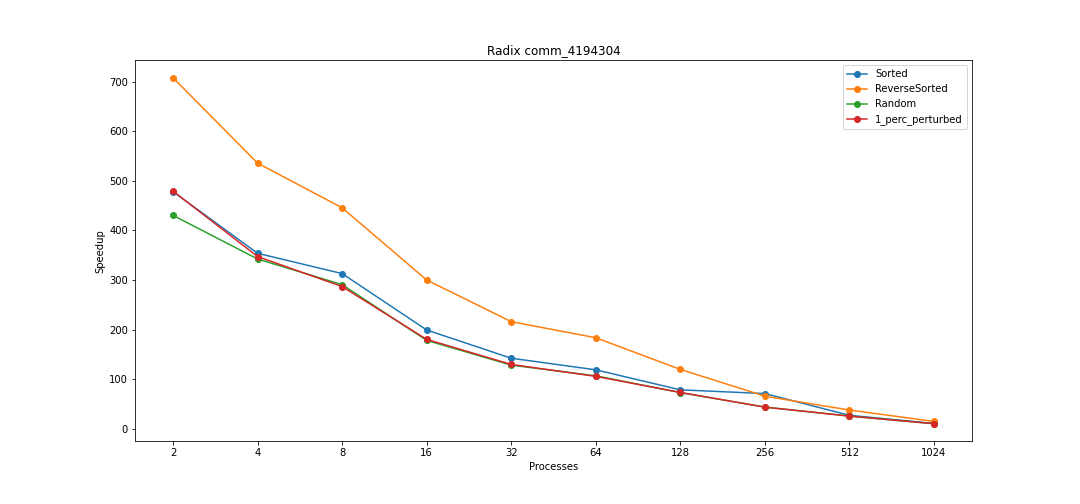 Radix comm_4194304
Sorted
ReverseSorted
Random
1_perc_perturbed
Speedup
700
600
500
400
300
200
100
0
2 4 8 16 32 64 128 256 512 1024
Processes